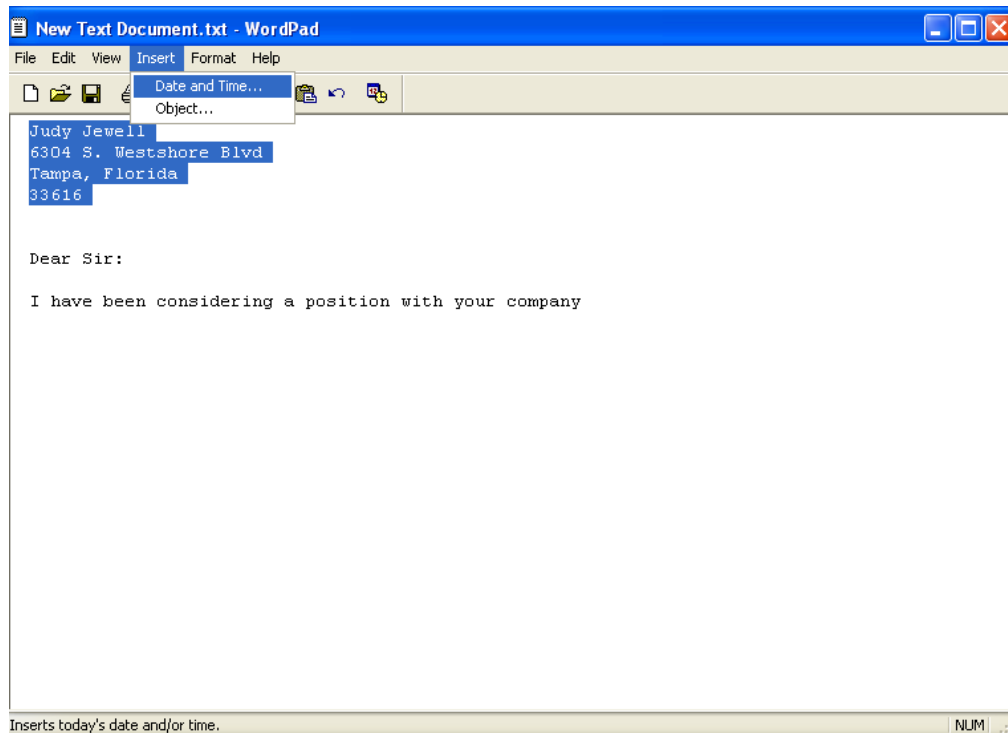 New Text Document.txt - WordPad
File Edit View Insert Format Help
Date and Time...
Object...
Judy Jewell
6304 S. Westshore Blvd
Tampa, Florida
33616
Dear Sir:
I have been considering a position with your company
Inserts today's date and/or time.
NUM